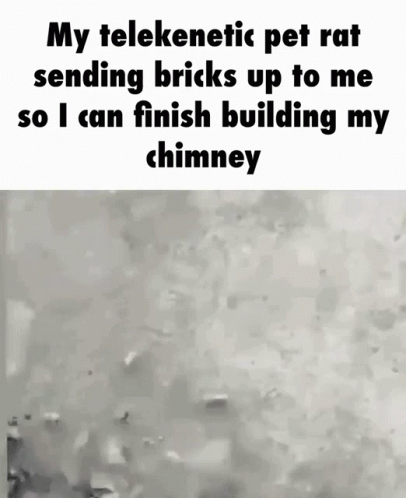 My telekenetic pet rat
sending bricks up to me
so I can finish building my
chimney